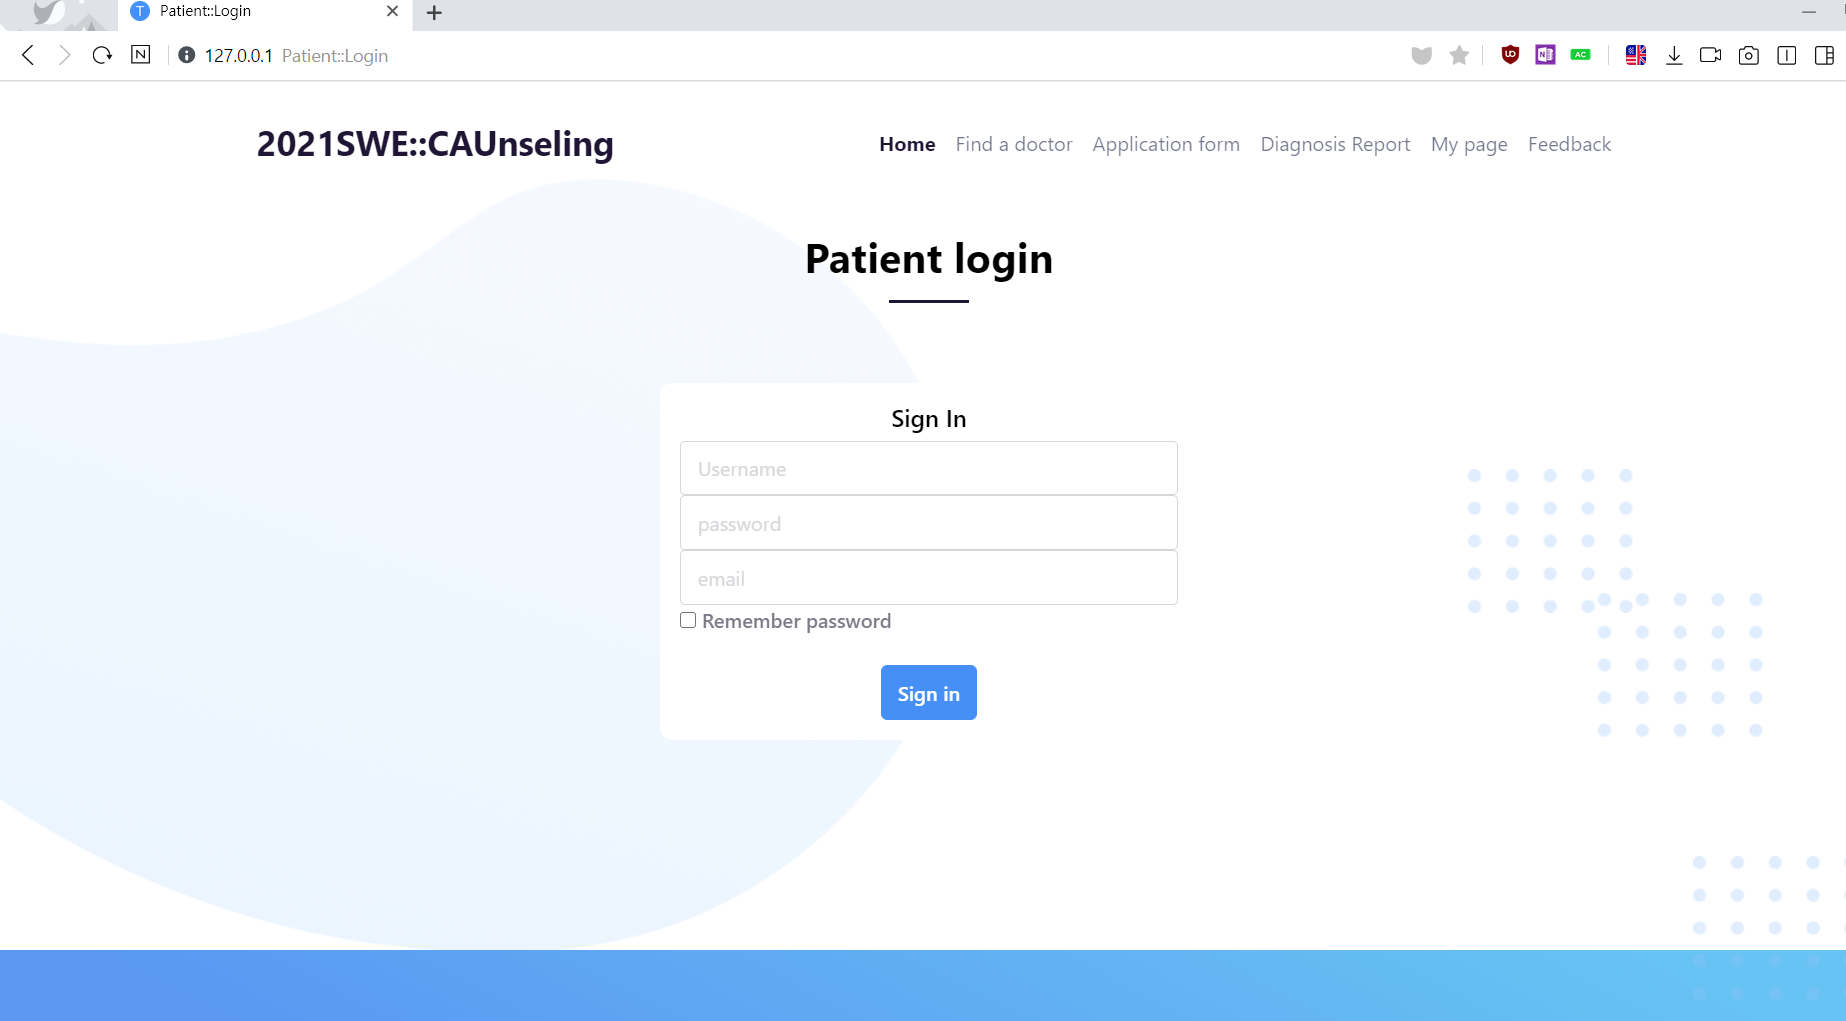 Patient::Login
127.0.0.1 Patient::Login
2021SWE::CAUnseling
Home Find a doctor Application form Diagnosis Report My page Feedback
Patient login
Sign In
Username
password
email
Remember password
Sign in